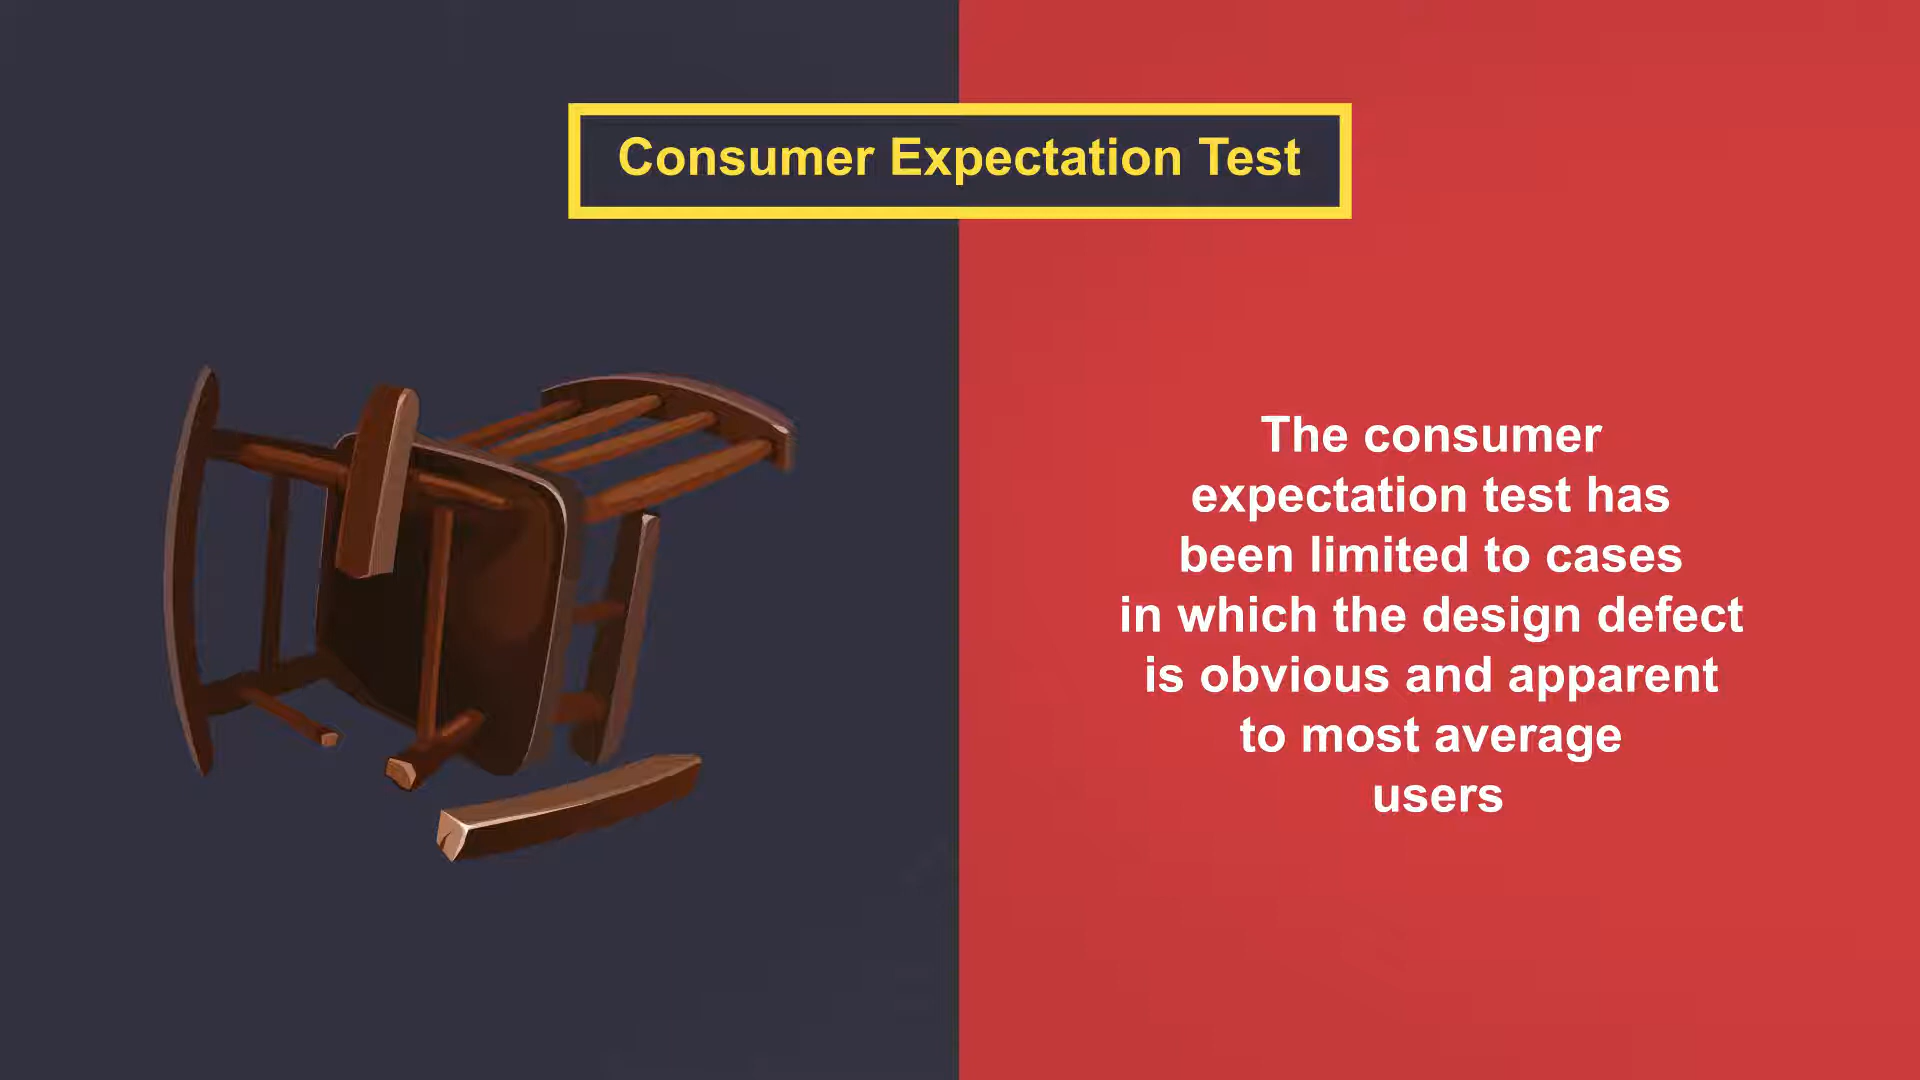 Consumer Expectation Test
The consumer
expectation test has
been limited to cases
in which the design defect
is obvious and apparent
to most average
users